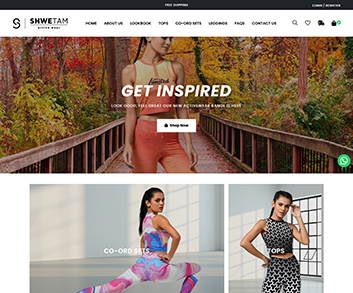 FREE SHIPPING
LOGIN / REGISTER
SHWETAM
ACTIVE WEAR
HOME ABOUT US LOOKBOOK TOPS CO-ORD SETS LEGGINGS FAQS CONTACT US
Limited
GET INSPIRED
LOOK GOOD, FEEL GREAT OUR NEW ACTIVEWEAR RANGE IS HERE
Shop Now
CO-ORD SETS
TOPS